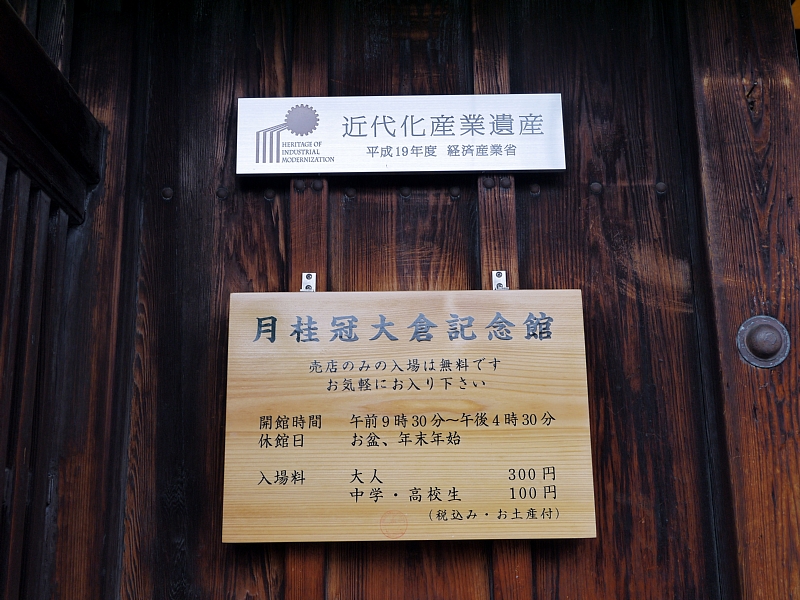 近代化産業遺産
HERITAGE OF
INDUSTRIAL
MODERNIZATION
平成19年度 経済産業省
月桂冠大倉記念館
売店のみの入場は無料です
お気軽にお入り下さい
開館時間 午前9時30分〜午後4時30分
休館日 お盆、年末年始
入場料 大人 300円
中学・高校生 100円
(税込み・お土産付)